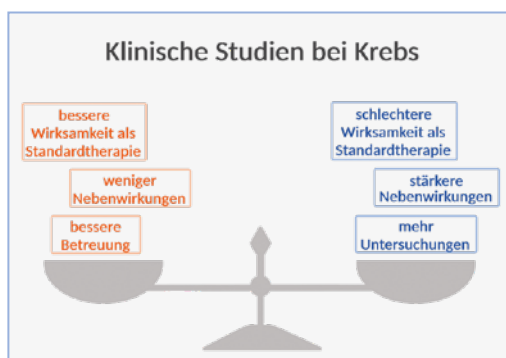 Klinische Studien bei Krebs
bessere
Wirksamkeit als
Standardtherapie
weniger
Nebenwirkungen
bessere
Betreuung
schlechtere
Wirksamkeit als
Standardtherapie
stärkere
Nebenwirkungen
mehr
Untersuchungen